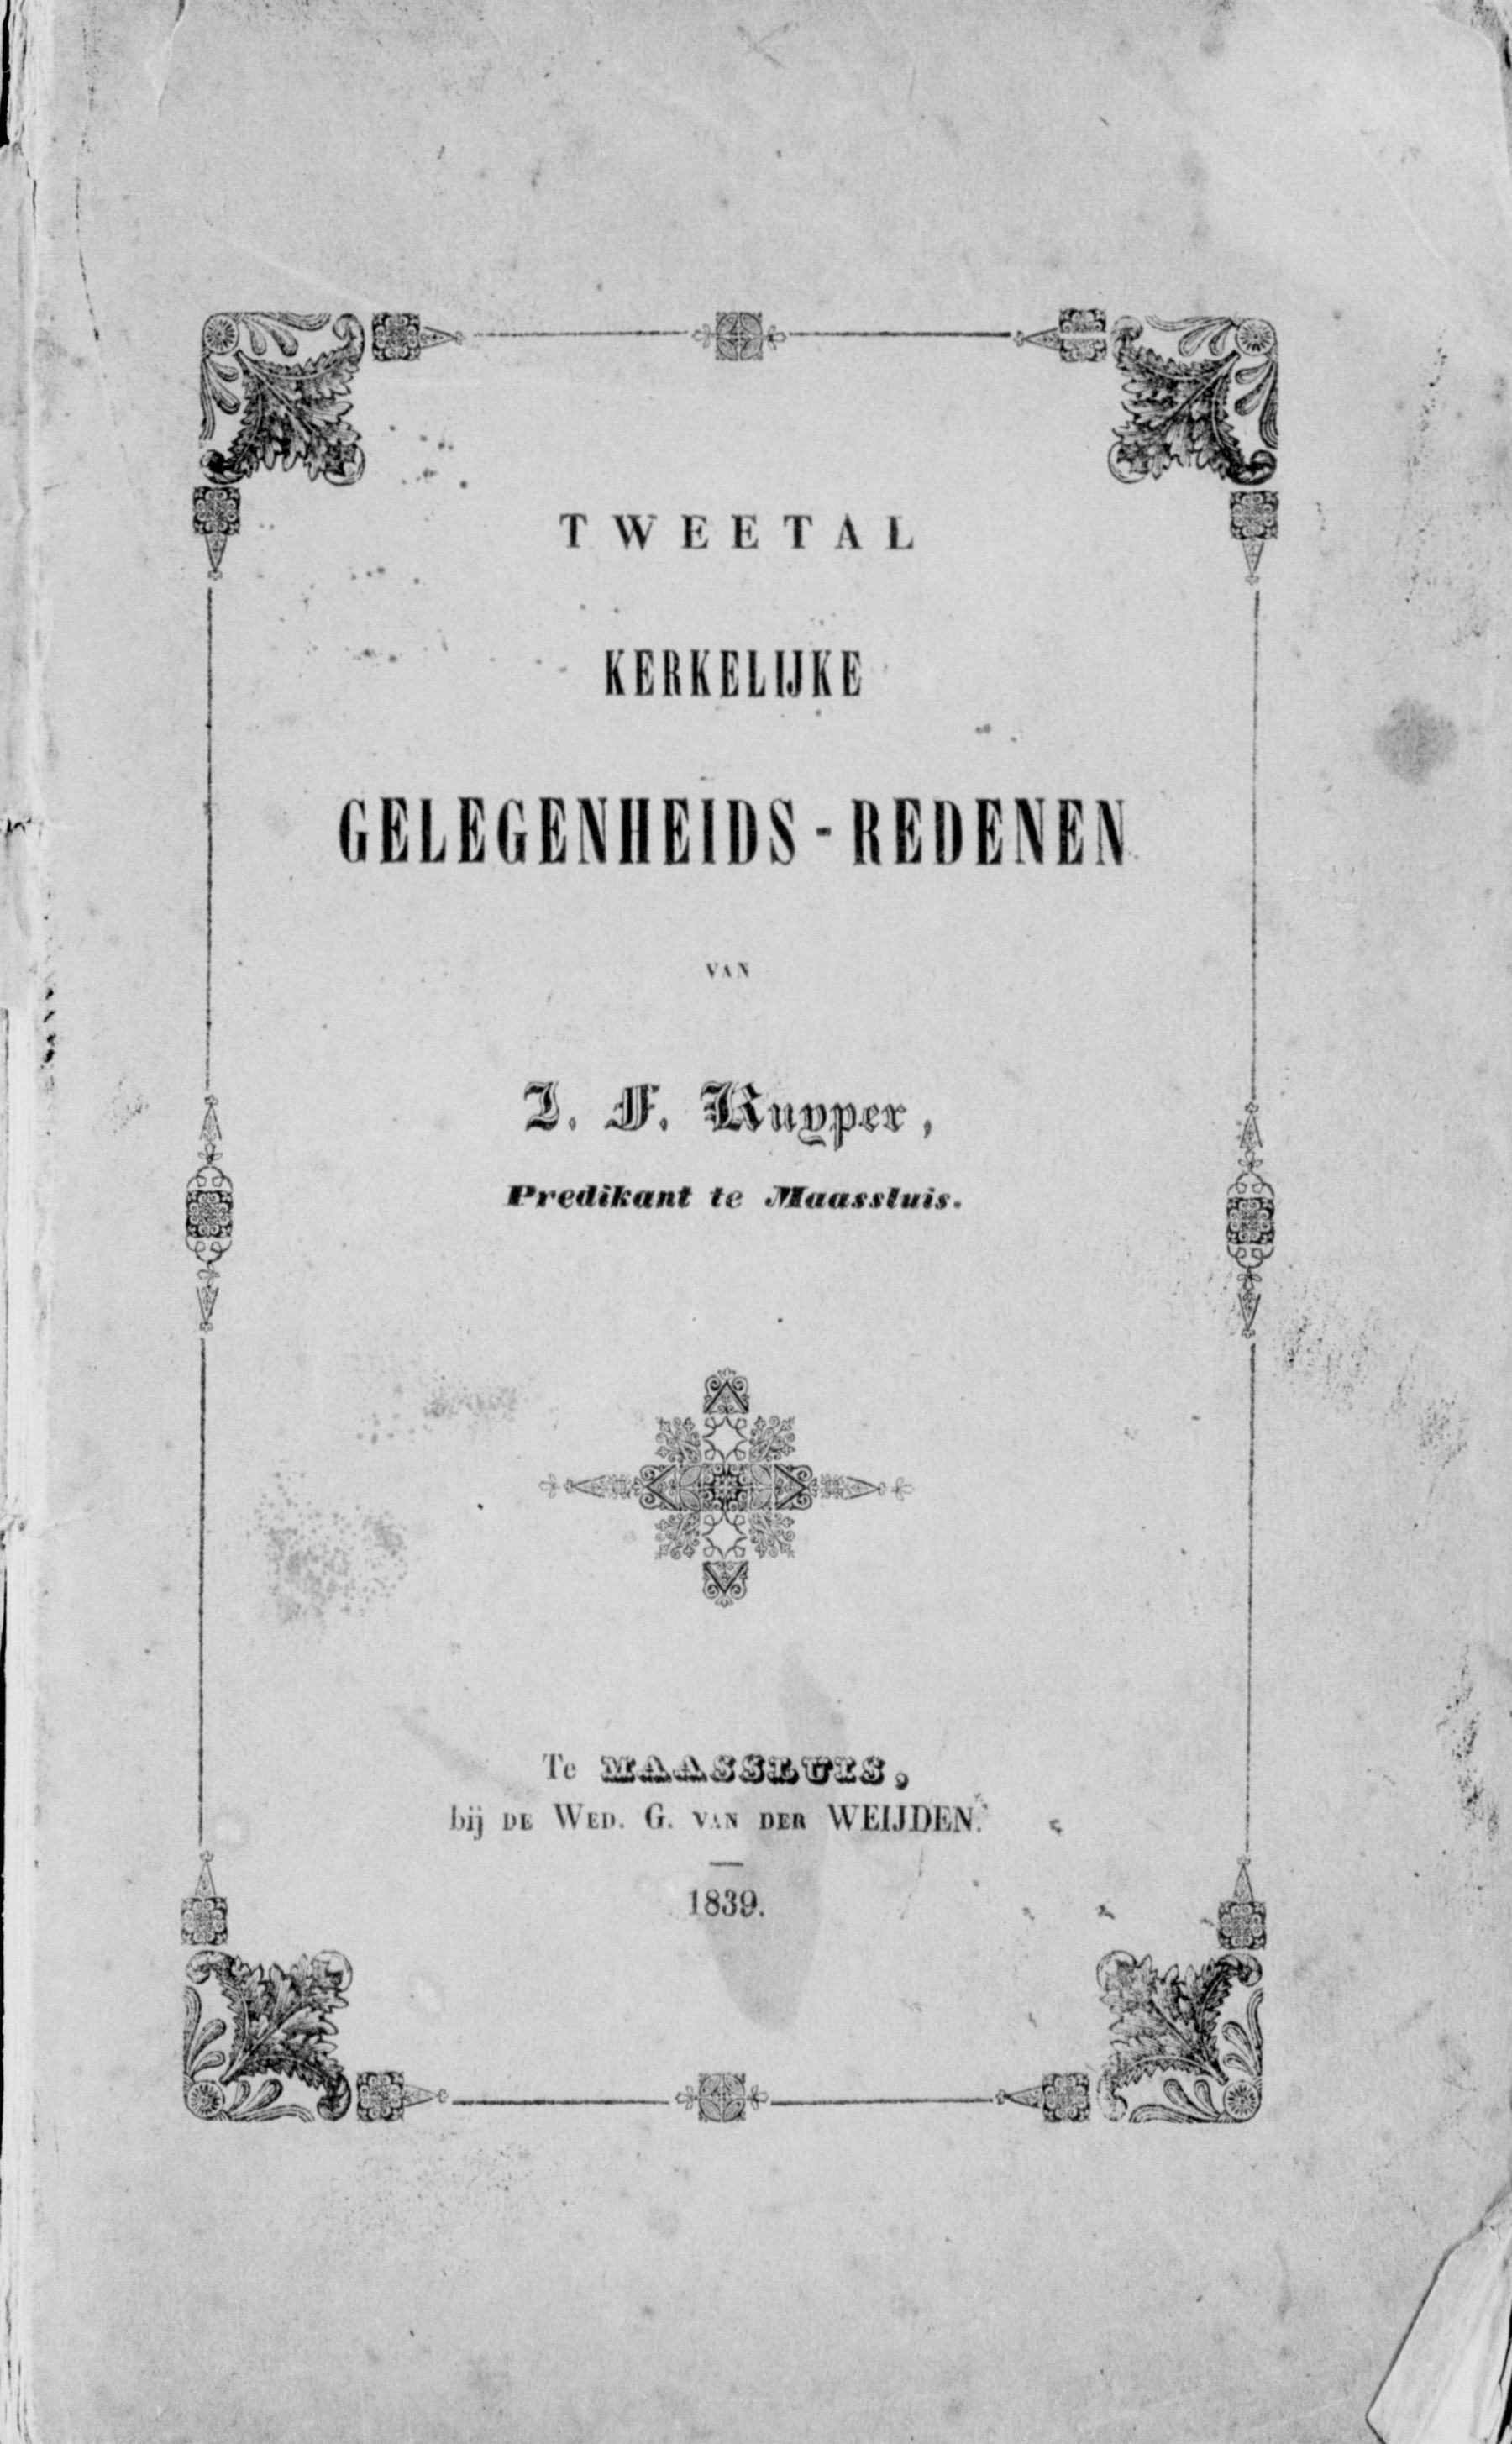 TWEETAL
KERKELIJKE
GELEGENHEIDS-REDENEN
VAN
J. F. Kuyper,
Predikant te Maassluis.
Te MAASSLUIS,
bij DE WED. G. VAN DER WEIJDEN.
1839.